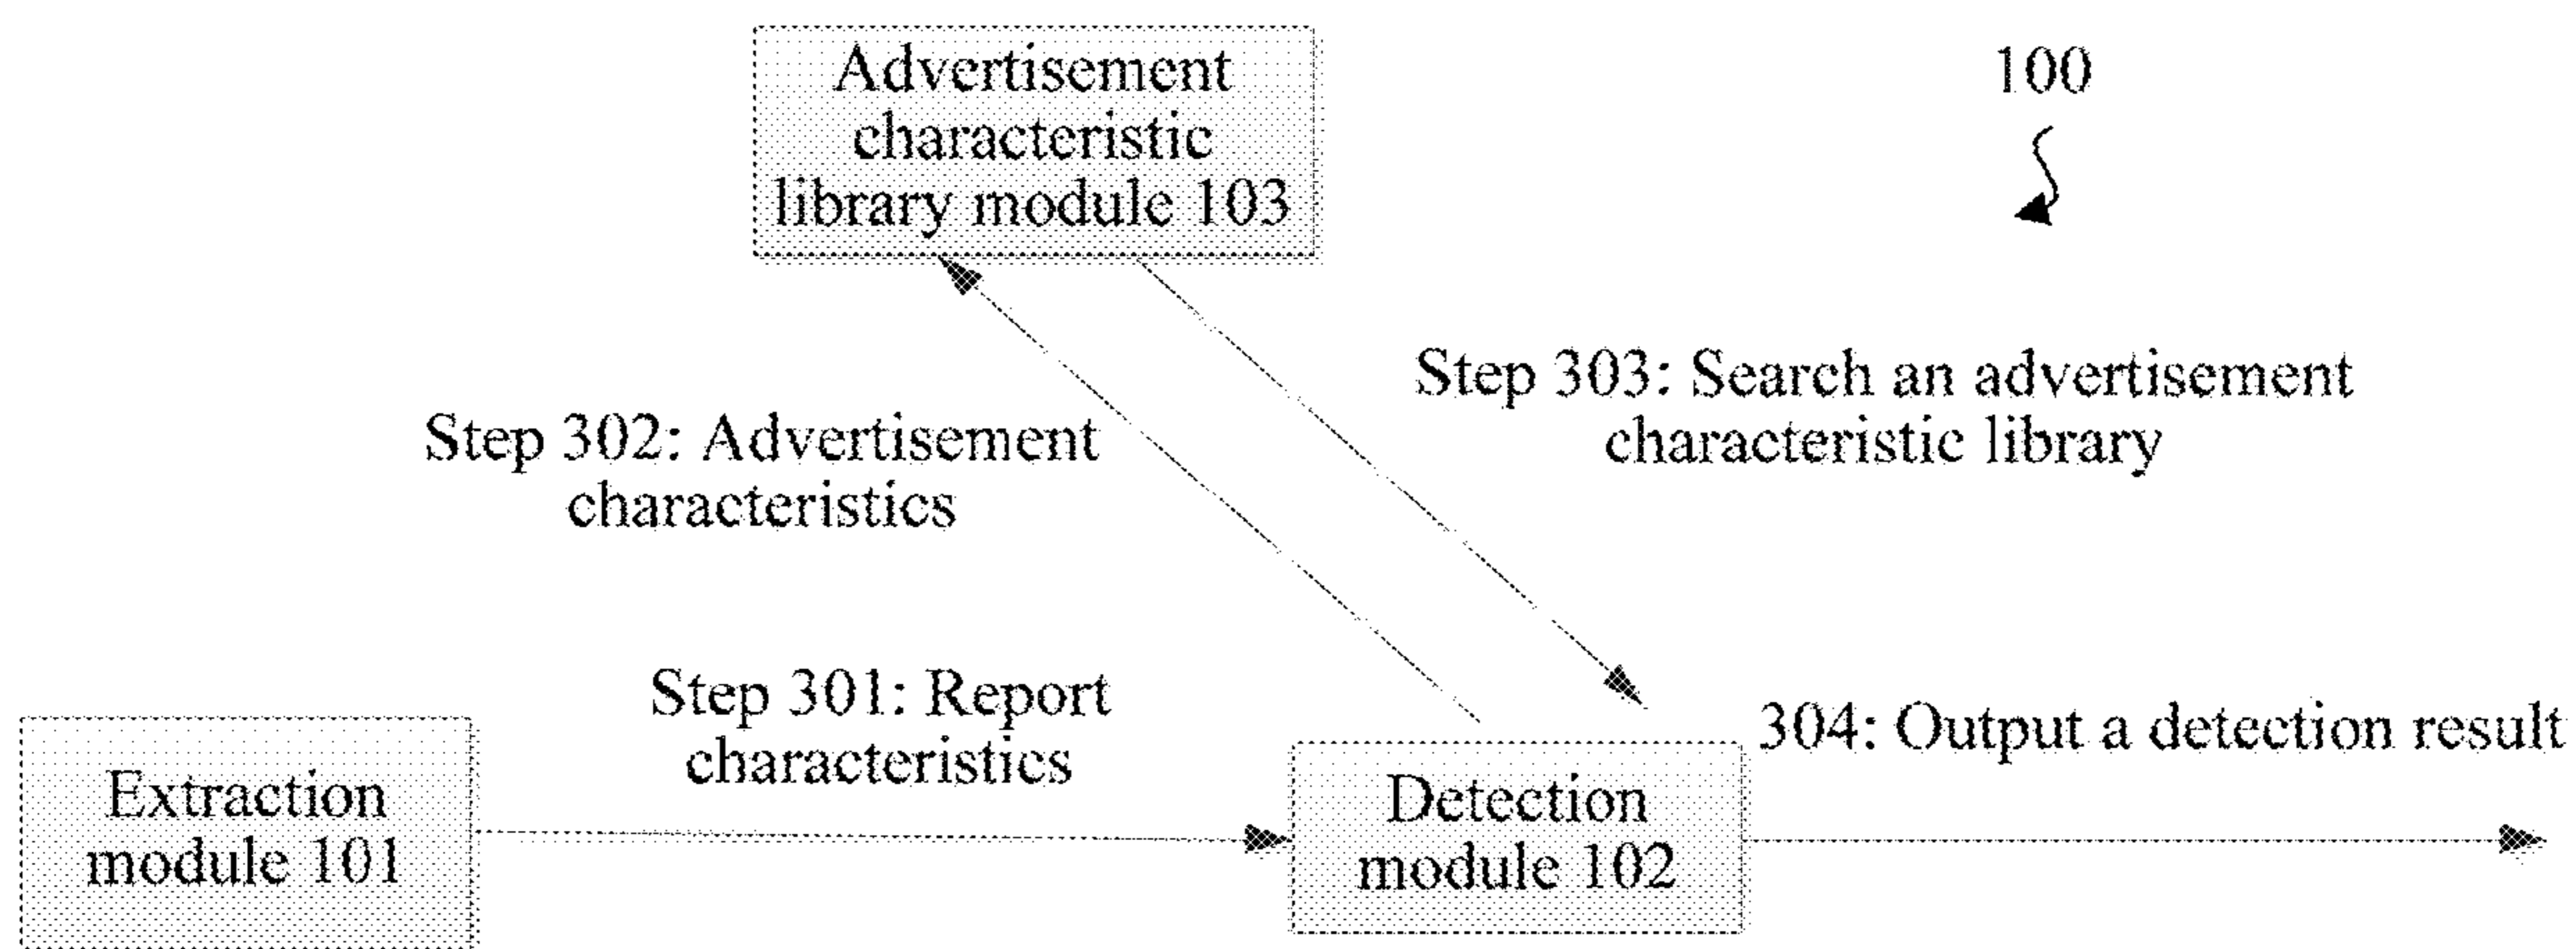 Advertisement
characteristic
library module 103
100
Step 303: Search an advertisement
characteristic library
Step 302: Advertisement
characteristics
Step 301: Report
characteristics
304: Output a detection result
Extraction
module 101
Detection
module 102